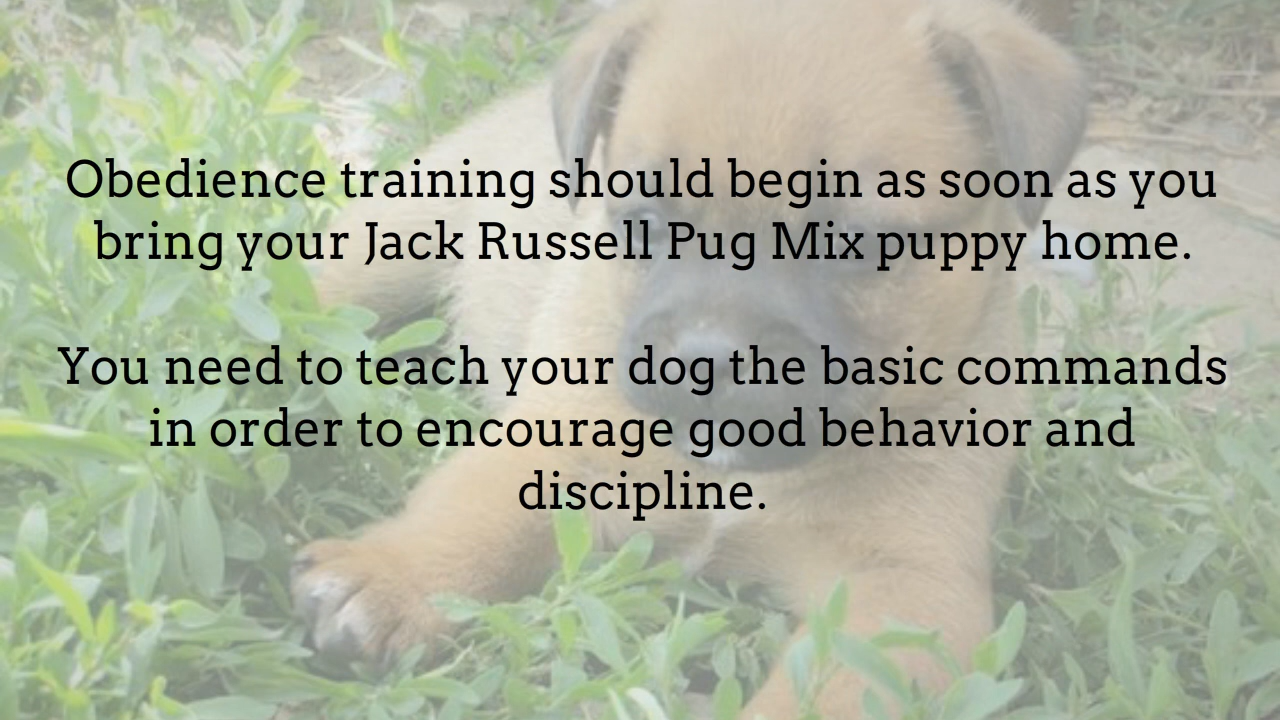 Obedience training should begin as soon as you
bring your Jack Russell Pug Mix puppy home.
You need to teach your dog the basic commands
in order to encourage good behavior and
discipline.